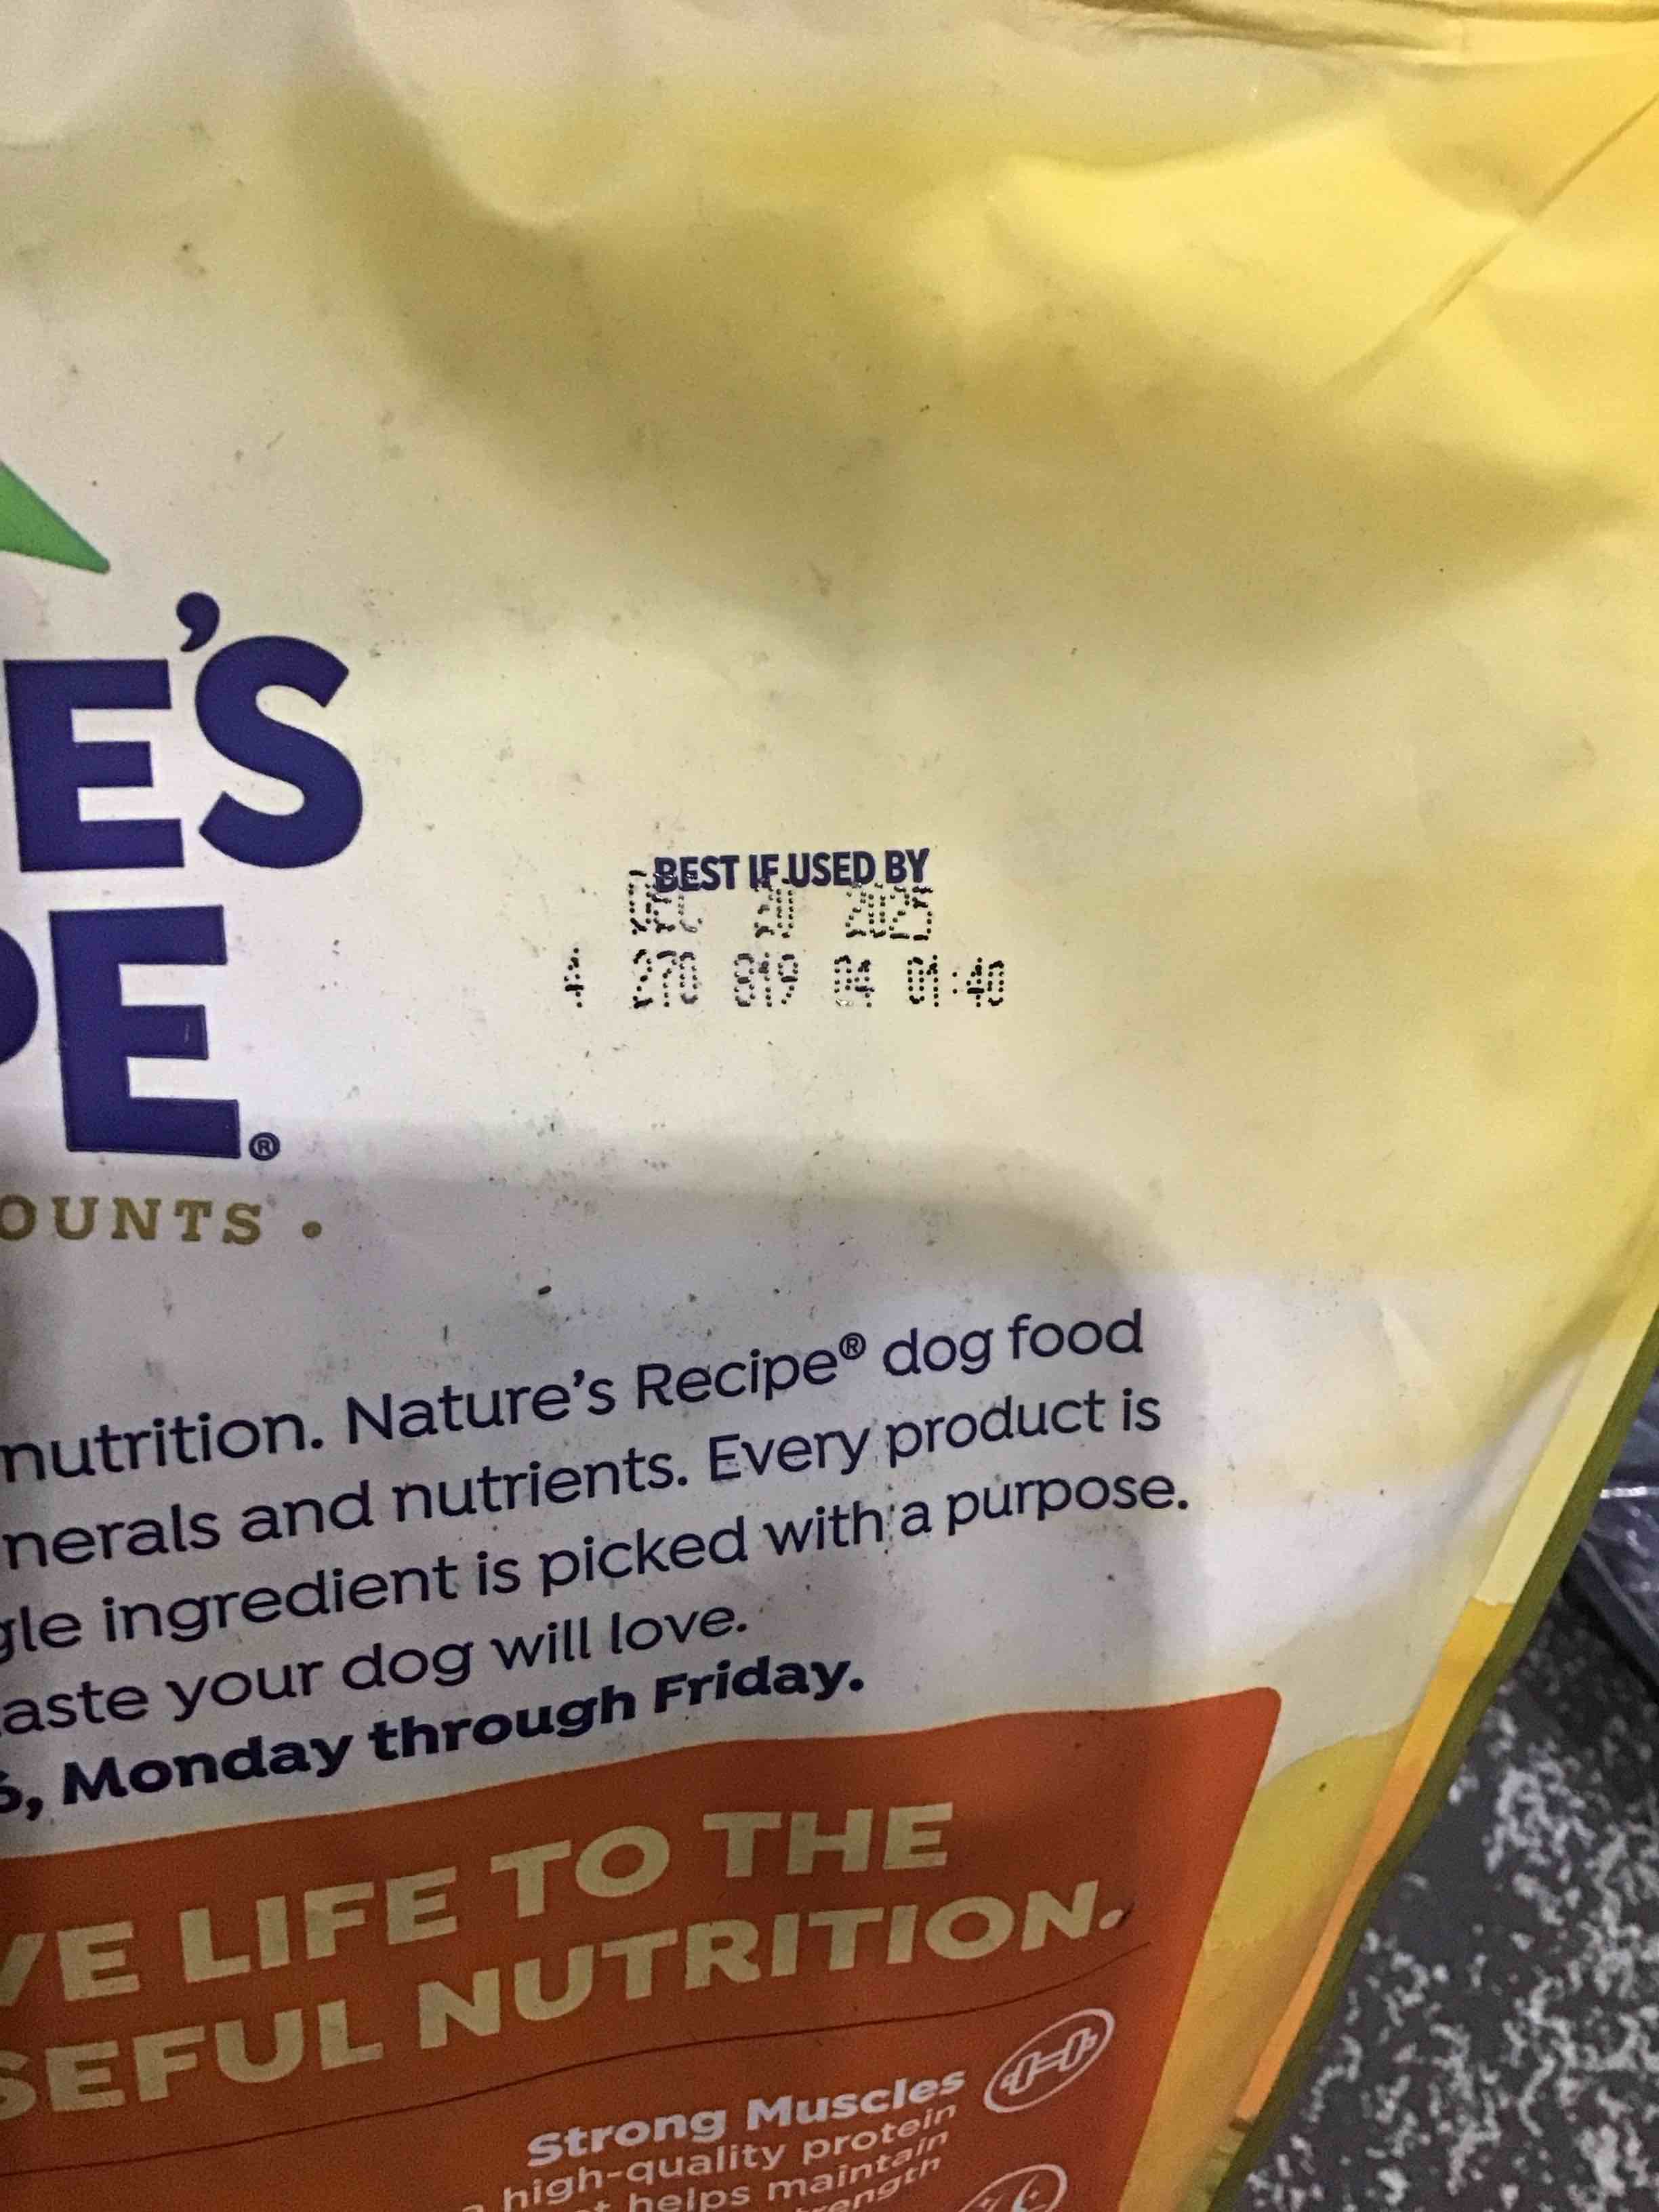 E'S
PE®
OUNTS •
BEST IF USED BY
DEC 20 2025
4 270 819 04 01:40
nutrition. Nature's Recipe® dog food
nerals and nutrients. Every product is
gle ingredient is picked with a purpose.
aste your dog will love.
6, Monday through Friday.
VE LIFE TO THE
SEFUL NUTRITION.
Strong Muscles
high-quality protein
helps maintain